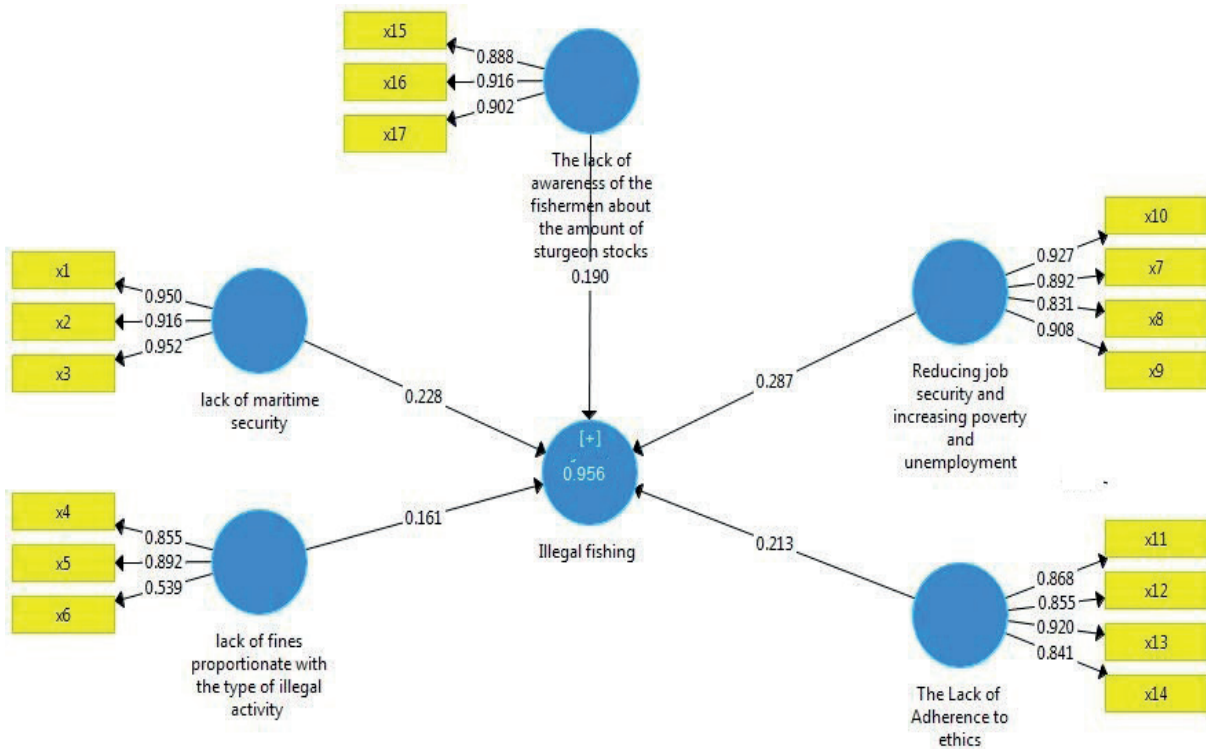 x15
0.888
x16
0.916
x17
0.902
The lack of
awareness of the
fishermen about
the amount of
sturgeon stocks
0.190
x1
0.950
x2
0.916
x3
0.952
lack of maritime
security
0.228
x10
0.927
x7
0.892
x8
0.831
x9
0.908
Reducing job
security and
increasing poverty
and
unemployment
0.287
[+]
0.956
Illegal fishing
x4
0.855
x5
0.892
x6
0.539
lack of fines
proportionate with
the type of illegal
activity
0.161
x11
0.868
x12
0.855
x13
0.920
x14
0.841
The Lack of
Adherence to
ethics
0.213